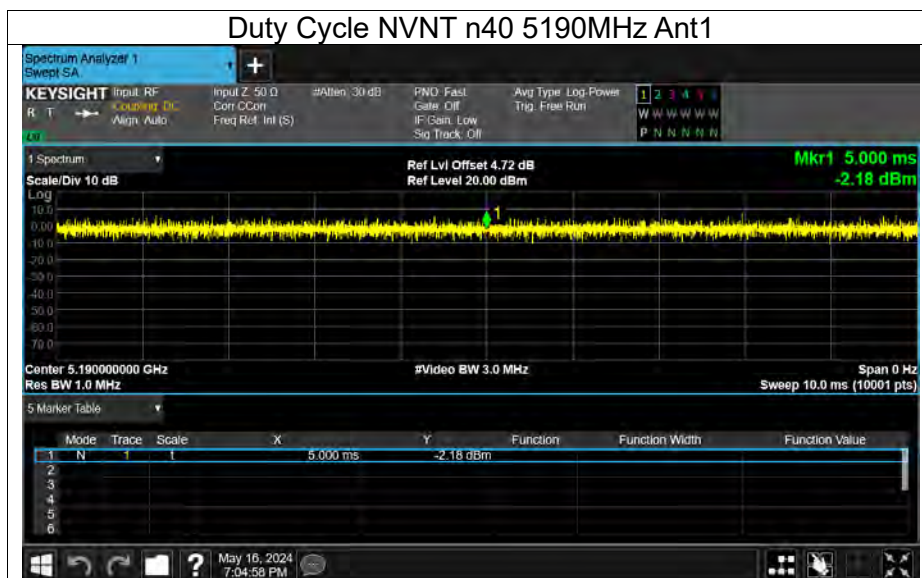 Duty Cycle NVNT n40 5190MHz Ant1
Spectrum Analyzer 1
Swept SA
+
KEYSIGHT Input: RF Input Z: 50 Ω #Atten: 30 dB PNO: Fast Avg Type: Log-Power 1 2 3 4 5 6
R T Coupling: DC Corr CCorr Gate: Off Trig: Free Run W W W W W W
Align: Auto Freq Ref: Int (S) IF Gain: Low P N N N N N
Sig Track: Off
1 Spectrum
Ref Lvl Offset 4.72 dB Mkr1 5.000 ms
Scale/Div 10 dB Ref Level 20.00 dBm -2.18 dBm
Log
10.0
1
0.00
-10.0
-20.0
-30.0
-40.0
-50.0
-60.0
-70.0
Center 5.190000000 GHz #Video BW 3.0 MHz Span 0 Hz
Res BW 1.0 MHz Sweep 10.0 ms (10001 pts)
5 Marker Table
Mode Trace Scale X Y Function Function Width Function Value
1 N 1 t 5.000 ms -2.18 dBm
2
3
4
5
6
? May 16, 2024
7:04:58 PM